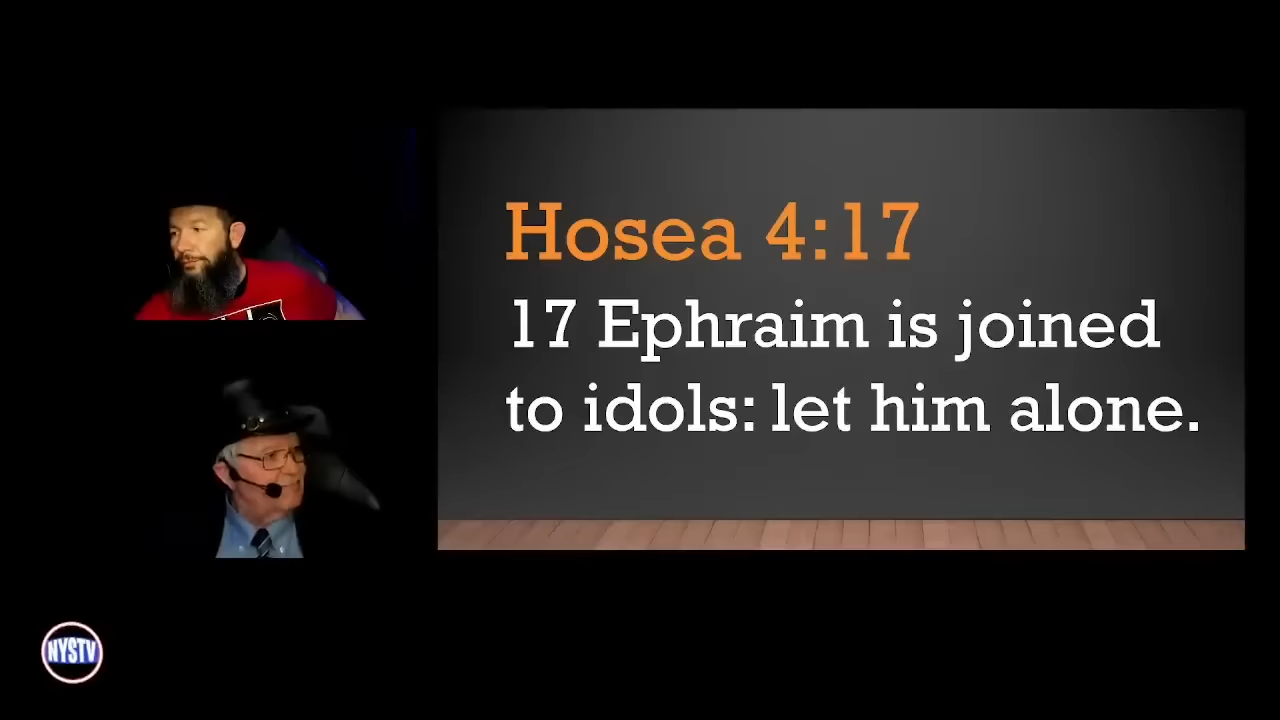 Hosea 4:17
17 Ephraim is joined
to idols: let him alone.
NYSTV